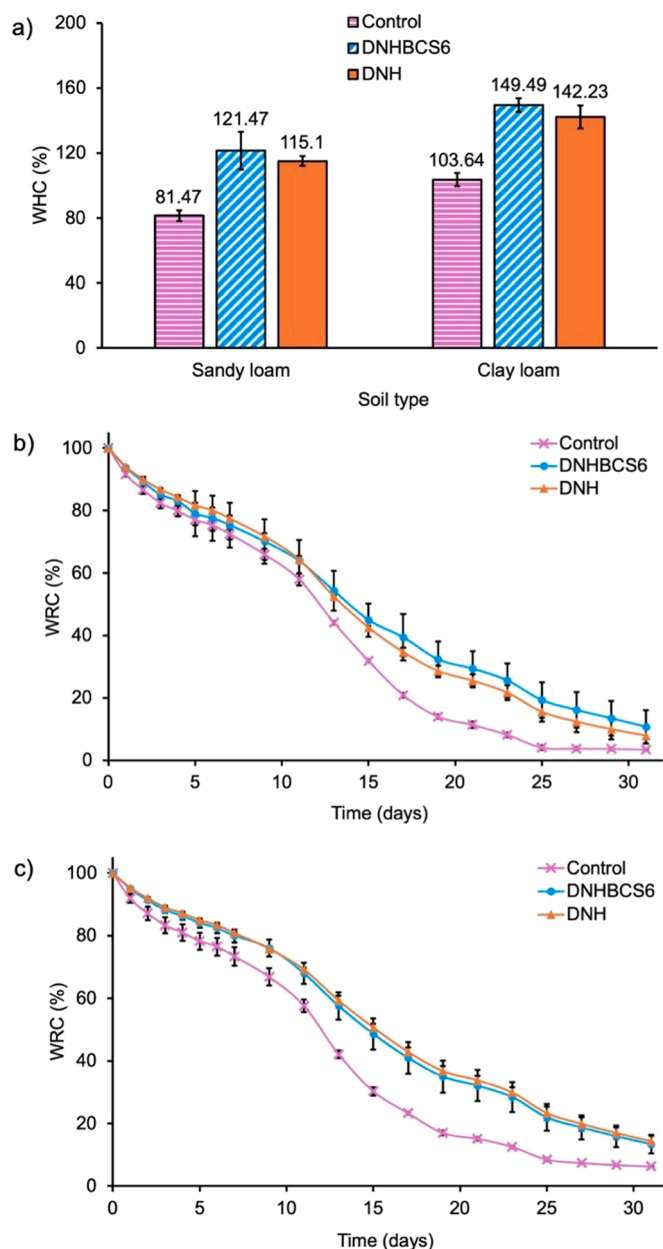 a)
200
160
120
80
40
0
WHC (%)
Control
DNHBCS6
DNH
81.47
121.47
115.1
103.64
149.49
142.23
Sandy loam
Clay loam
Soil type
b)
100
80
60
40
20
0
WRC (%)
Control
DNHBCS6
DNH
0 5 10 15 20 25 30
Time (days)
c)
100
80
60
40
20
0
WRC (%)
Control
DNHBCS6
DNH
0 5 10 15 20 25 30
Time (days)